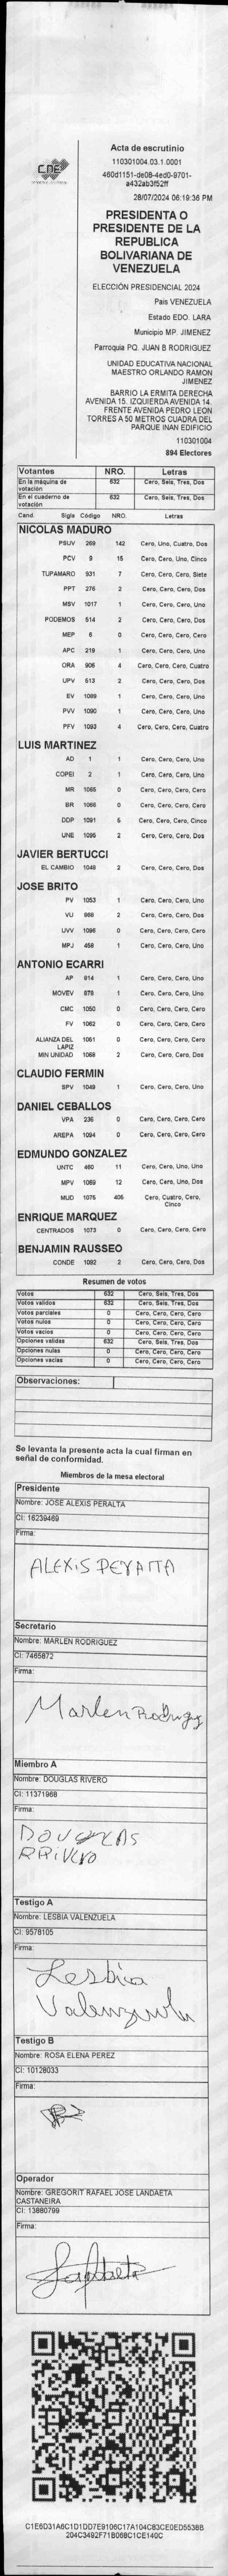 CNE
Acta de escrutinio
110301004.03.1.0001
460d1151-de08-4ed0-9701-
a432ab3f52ff
28/07/2024 06:19:36 PM
PRESIDENTA O
PRESIDENTE DE LA
REPUBLICA
BOLIVARIANA DE
VENEZUELA
ELECCIÓN PRESIDENCIAL 2024
Pais VENEZUELA
Estado EDO. LARA
Municipio MP. JIMENEZ
Parroquia PQ. JUAN B RODRIGUEZ
UNIDAD EDUCATIVA NACIONAL
MAESTRO ORLANDO RAMON
JIMENEZ
BARRIO LA ERMITA DERECHA
AVENIDA 15. IZQUIERDA AVENIDA 14.
FRENTE AVENIDA PEDRO LEON
TORRES A 50 METROS CUADRA DEL
PARQUE INAN EDIFICIO
110301004
894 Electores
Votantes NRO. Letras
En la máquina de votación 632 Cero, Seis, Tres, Dos
En el cuaderno de votación 632 Cero, Seis, Tres, Dos
Cand. Sigla Código NRO. Letras
NICOLAS MADURO
PSUV 269 142 Cero, Uno, Cuatro, Dos
PCV 9 15 Cero, Cero, Uno, Cinco
TUPAMARO 931 7 Cero, Cero, Cero, Siete
PPT 276 2 Cero, Cero, Cero, Dos
MSV 1017 1 Cero, Cero, Cero, Uno
PODEMOS 514 2 Cero, Cero, Cero, Dos
MEP 6 0 Cero, Cero, Cero, Cero
APC 219 1 Cero, Cero, Cero, Uno
ORA 906 4 Cero, Cero, Cero, Cuatro
UPV 513 2 Cero, Cero, Cero, Dos
EV 1089 1 Cero, Cero, Cero, Uno
PVV 1090 1 Cero, Cero, Cero, Uno
PFV 1093 4 Cero, Cero, Cero, Cuatro
LUIS MARTINEZ
AD 1 1 Cero, Cero, Cero, Uno
COPEI 2 1 Cero, Cero, Cero, Uno
MR 1065 0 Cero, Cero, Cero, Cero
BR 1066 0 Cero, Cero, Cero, Cero
DDP 1091 5 Cero, Cero, Cero, Cinco
UNE 1095 2 Cero, Cero, Cero, Dos
JAVIER BERTUCCI
EL CAMBIO 1048 2 Cero, Cero, Cero, Dos
JOSE BRITO
PV 1053 1 Cero, Cero, Cero, Uno
VU 868 2 Cero, Cero, Cero, Dos
UVV 1096 0 Cero, Cero, Cero, Cero
MPJ 458 1 Cero, Cero, Cero, Uno
ANTONIO ECARRI
AP 814 1 Cero, Cero, Cero, Uno
MOVEV 879 1 Cero, Cero, Cero, Uno
CMC 1050 0 Cero, Cero, Cero, Cero
FV 1062 0 Cero, Cero, Cero, Cero
ALIANZA DEL LAPIZ 1061 0 Cero, Cero, Cero, Cero
MIN UNIDAD 1068 2 Cero, Cero, Cero, Dos
CLAUDIO FERMIN
SPV 1049 1 Cero, Cero, Cero, Uno
DANIEL CEBALLOS
VPA 236 0 Cero, Cero, Cero, Cero
AREPA 1094 0 Cero, Cero, Cero, Cero
EDMUNDO GONZALEZ
UNTC 460 11 Cero, Cero, Uno, Uno
MPV 1069 12 Cero, Cero, Uno, Dos
MUD 1076 405 Cero, Cuatro, Cero, Cinco
ENRIQUE MARQUEZ
CENTRADOS 1073 0 Cero, Cero, Cero, Cero
BENJAMIN RAUSSEO
CONDE 1092 2 Cero, Cero, Cero, Dos
Resumen de votos
Votos 632 Cero, Seis, Tres, Dos
Votos validos 632 Cero, Seis, Tres, Dos
Votos parciales 0 Cero, Cero, Cero, Cero
Votos nulos 0 Cero, Cero, Cero, Cero
Votos vacios 0 Cero, Cero, Cero, Cero
Opciones validas 632 Cero, Seis, Tres, Dos
Opciones nulas 0 Cero, Cero, Cero, Cero
Opciones vacias 0 Cero, Cero, Cero, Cero
Observaciones:
Se levanta la presente acta la cual firman en
señal de conformidad.
Miembros de la mesa electoral
Presidente
Nombre: JOSE ALEXIS PERALTA
CI: 16239469
Firma:
ALEXIS PERALTA
Secretario
Nombre: MARLEN RODRIGUEZ
CI: 7465872
Firma:
Marlen Rodriguez
Miembro A
Nombre: DOUGLAS RIVERO
CI: 11371968
Firma:
DOUGLAS
RRIVERO
Testigo A
Nombre: LESBIA VALENZUELA
CI: 9578105
Firma:
Lesbia
Valenzuela
Testigo B
Nombre: ROSA ELENA PEREZ
CI: 10128033
Firma:
Operador
Nombre: GREGORIT RAFAEL JOSE LANDAETA
CASTANEIRA
CI: 13880799
Firma:
C1E6D31A6C1D1DD7E9106C17A104C83CE0ED5538B
204C3492F71B068C1CE140C